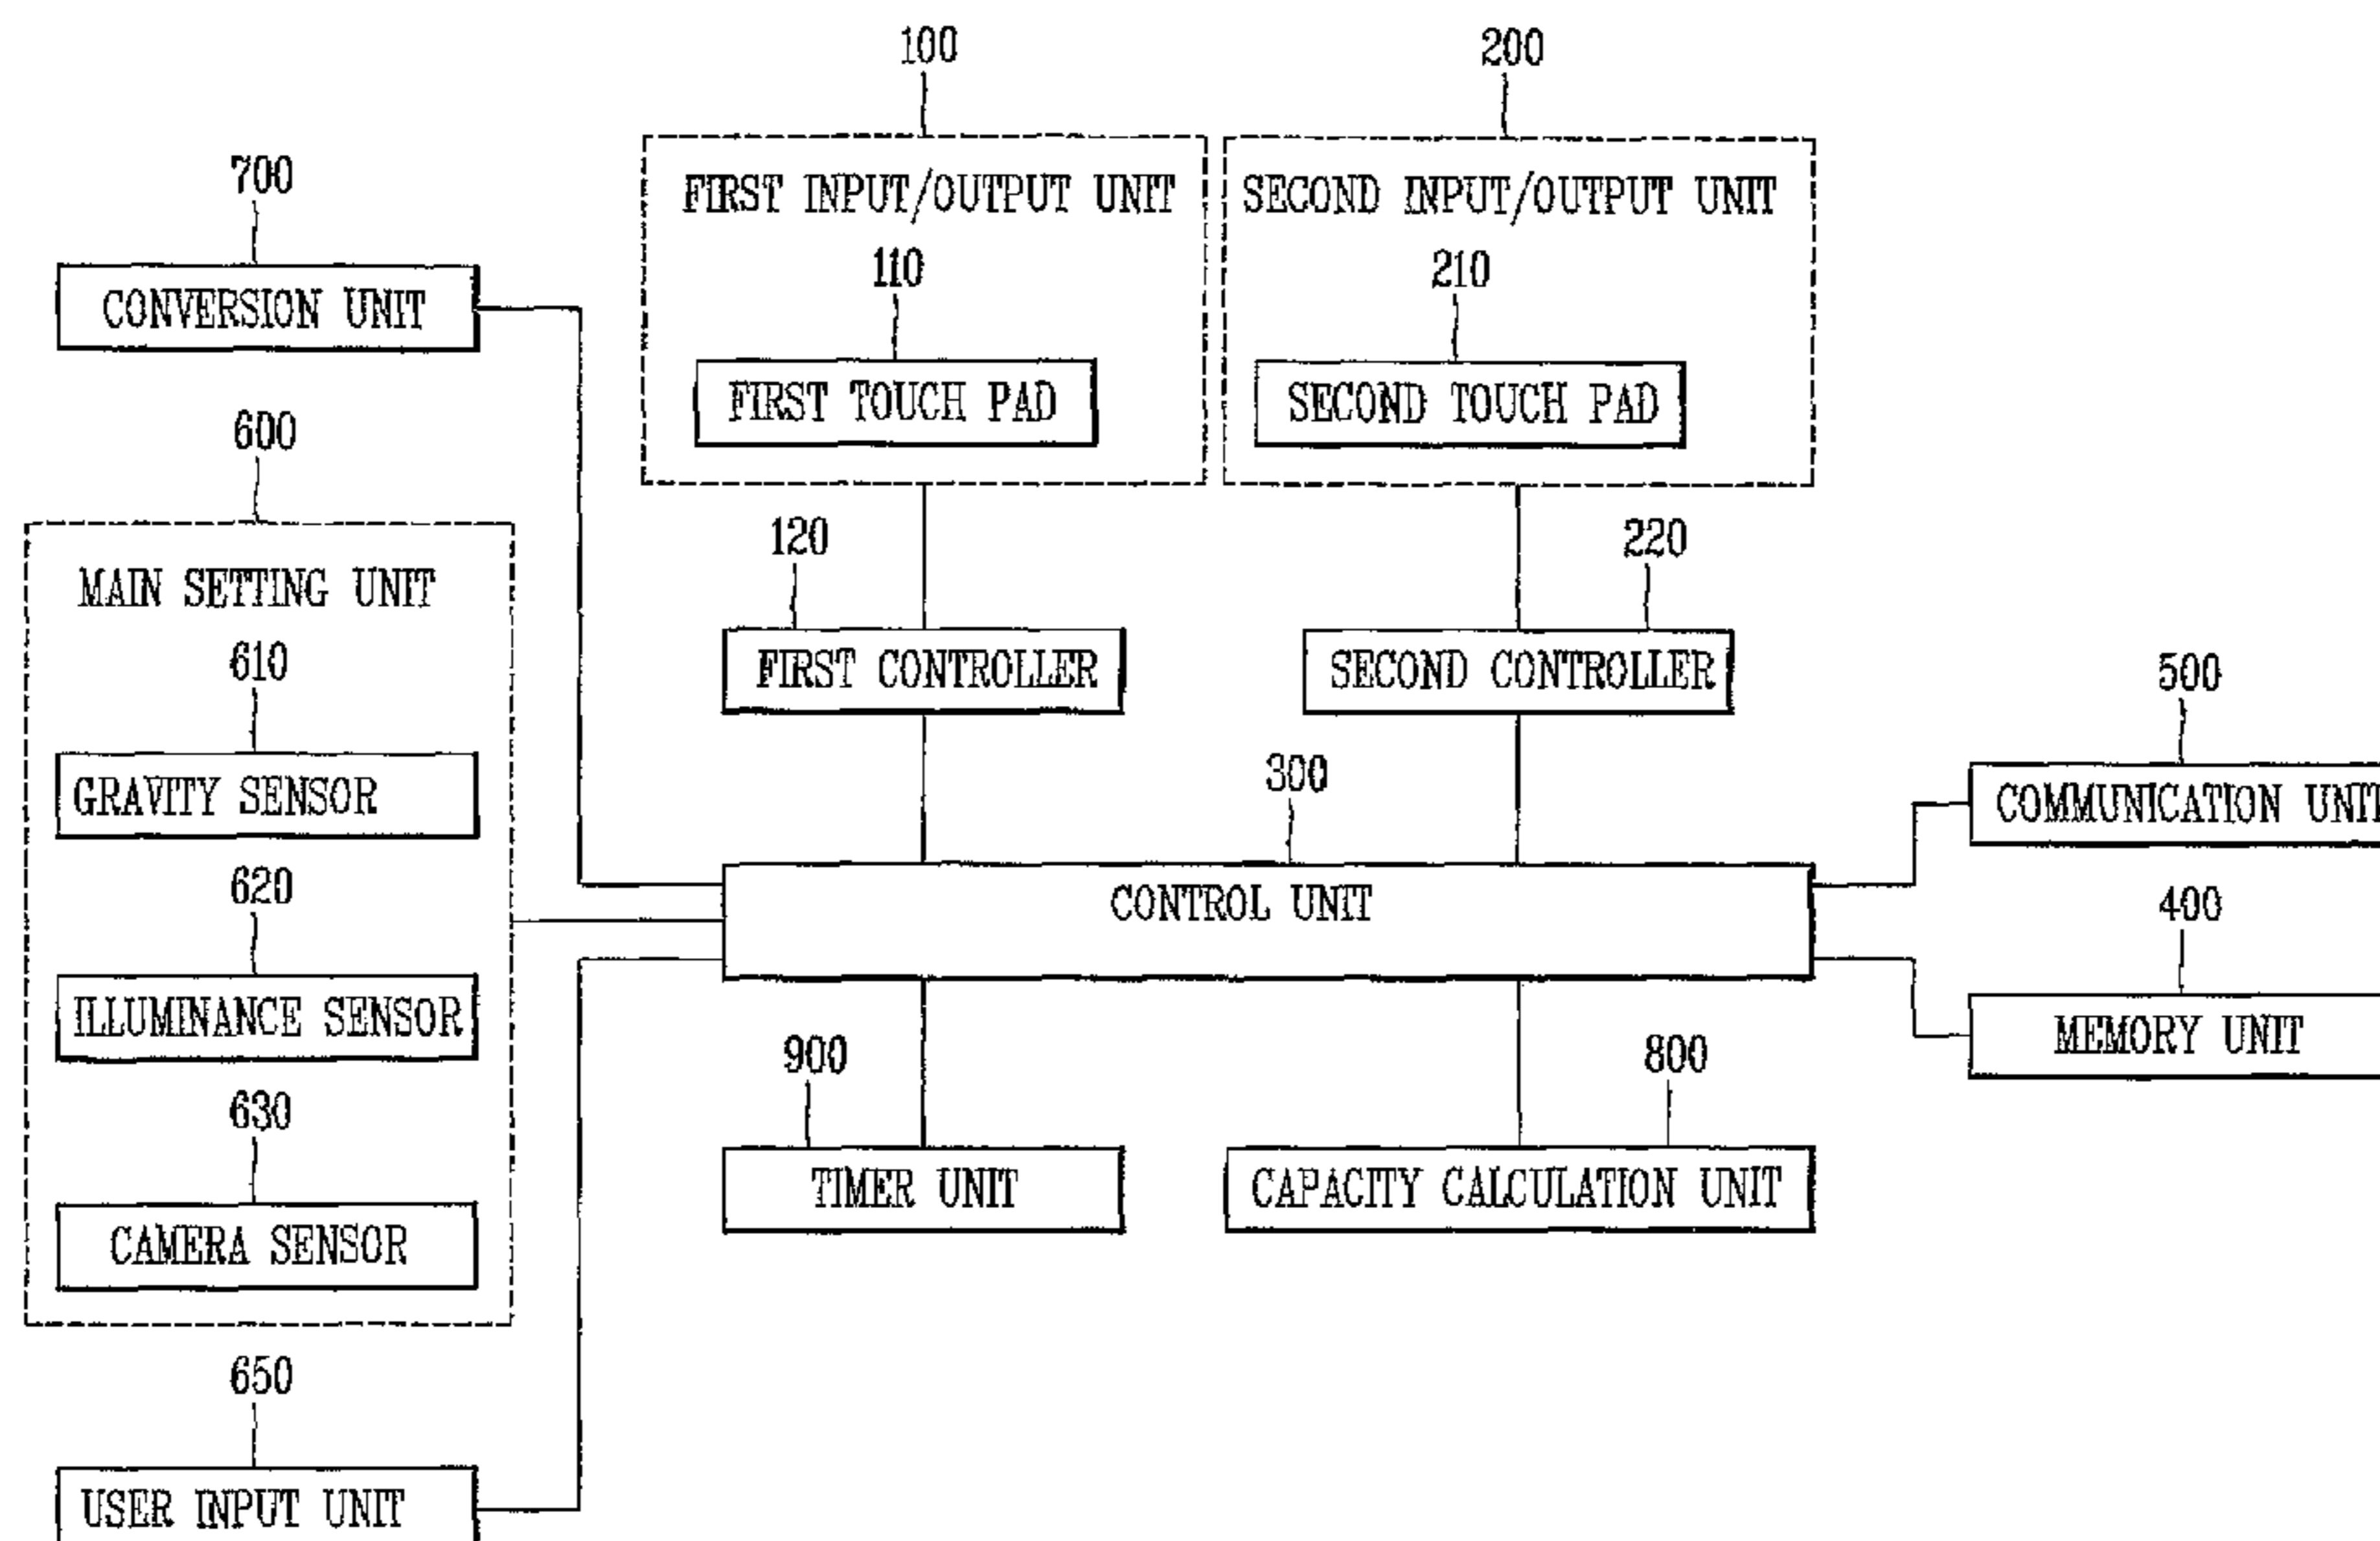 100
200
700
FIRST INPUT/OUTPUT UNIT
SECOND INPUT/OUTPUT UNIT
110
210
CONVERSION UNIT
FIRST TOUCH PAD
SECOND TOUCH PAD
600
120
220
MAIN SETTING UNIT
610
FIRST CONTROLLER
SECOND CONTROLLER
500
300
GRAVITY SENSOR
COMMUNICATION UNIT
620
CONTROL UNIT
400
ILLUMINANCE SENSOR
MEMORY UNIT
900
800
630
TIMER UNIT
CAPACITY CALCULATION UNIT
CAMERA SENSOR
650
USER INPUT UNIT